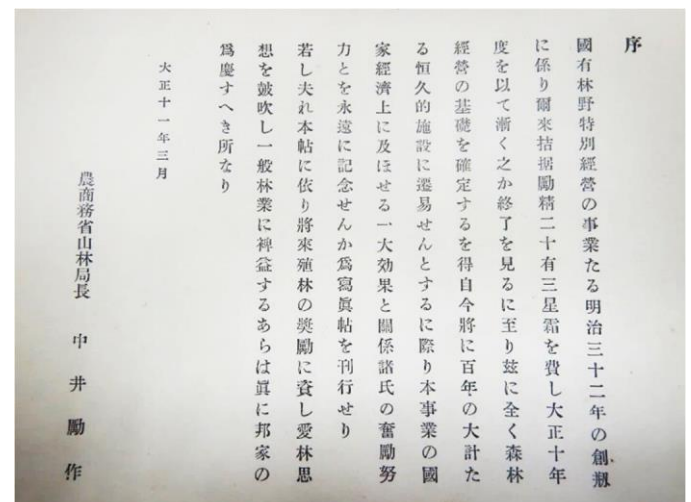 序
國有林野特別經營の事業たる明治三十二年の創剏
に係り爾來拮据勵精二十有三星霜を費し大正十年
度を以て漸く之か終了を見るに至り玆に全く森林
經營の基礎を確定するを得自今將に百年の大計た
る恒久的施設に遷易せんとするに際り本事業の國
家經濟上に及ほせる一大効果と關係諸氏の奮勵努
力とを永遠に記念せんか爲寫眞帖を刊行せり
若し夫れ本帖に依り將來殖林の奬勵に資し愛林思
想を皷吹し一般林業に裨益するあらは眞に邦家の
爲慶すへき所なり
大正十一年三月
農商務省山林局長 中井勵作